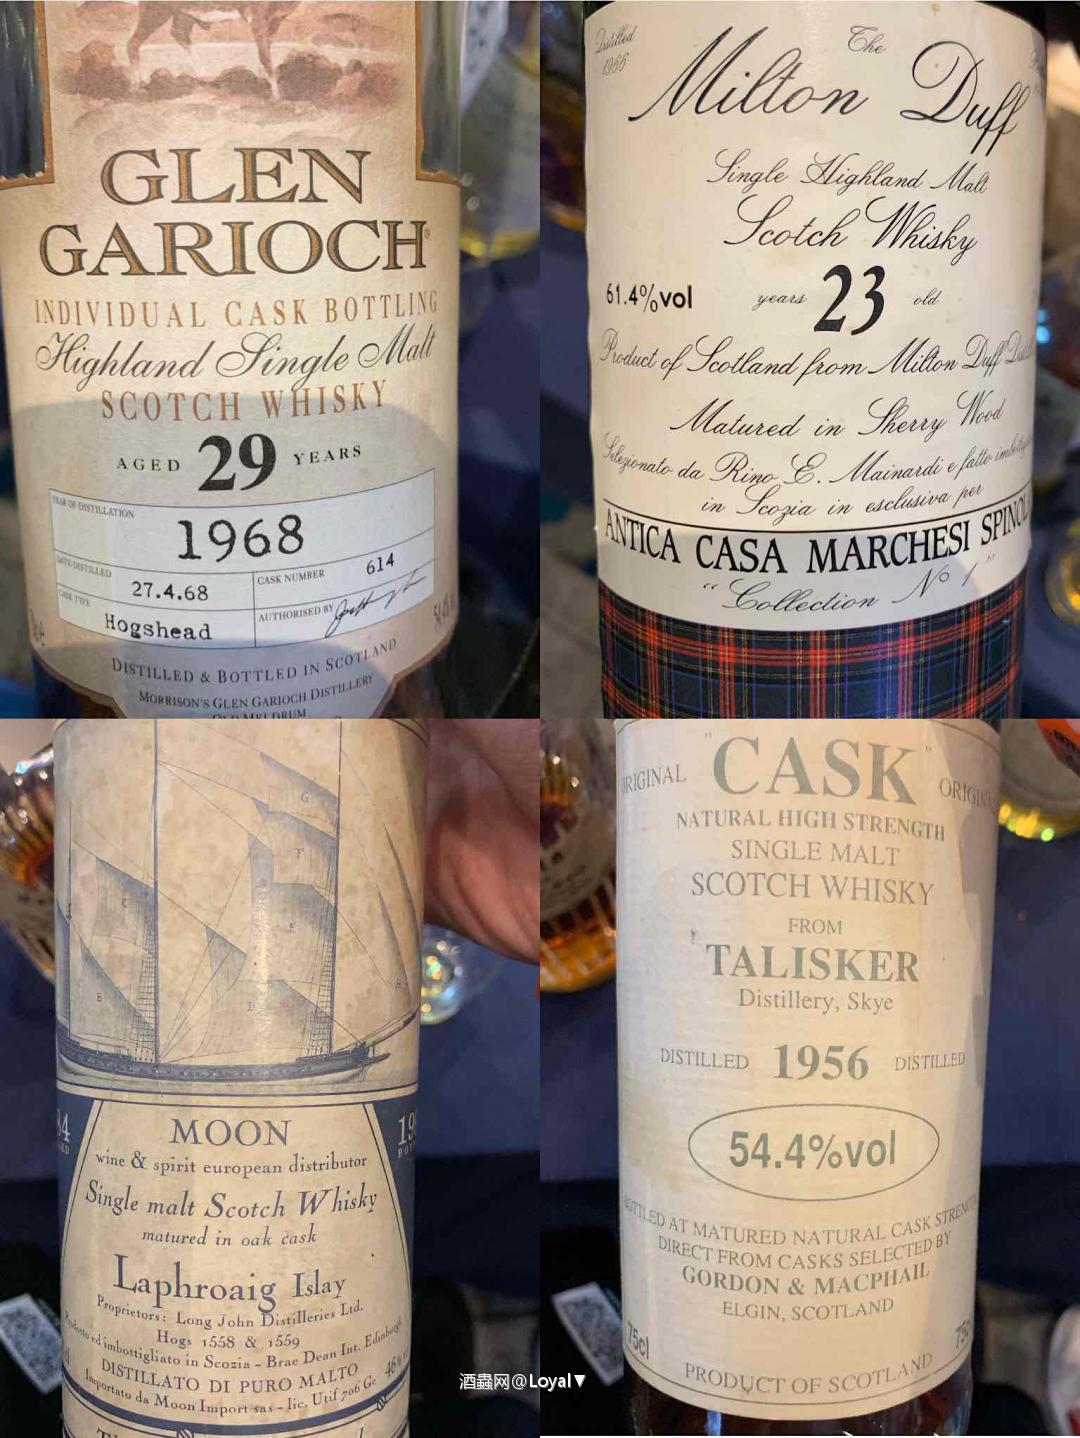 GLEN
GARIOCH
INDIVIDUAL CASK BOTTLING
Highland Single Malt
SCOTCH WHISKY
AGED 29 YEARS
YEAR OF DISTILLATION
1968
DATE DISTILLED 27.4.68
CASK NUMBER 614
CASK TYPE Hogshead
AUTHORISED BY
DISTILLED & BOTTLED IN SCOTLAND
MORRISON'S GLEN GARIOCH DISTILLERY
OLD MELDRUM
Distilled
1966
The
Milton Duff
Single Highland Malt
Scotch Whisky
61.4%vol years 23 old
Product of Scotland from Milton Duff
Matured in Sherry Wood
Selezionato da Rino E. Mainardi e fatto
in Scozia in esclusiva per
ANTICA CASA MARCHESI SPINOL
"Collection No 1"
G
F
C
E
B
D
H
84
19
MOON
wine & spirit european distributor
Single malt Scotch Whisky
matured in oak cask
Laphroaig Islay
Proprietors: Long John Distilleries Ltd.
Hogs 1558 & 1559
Prodotto ed imbottigliato in Scozia - Brae Dean Int. Edinburgh
DISTILLATO DI PURO MALTO 46%
Importato da Moon Import sas - lic. Utif 706 Ge
ORIGINAL "CASK" ORIGINAL
NATURAL HIGH STRENGTH
SINGLE MALT
SCOTCH WHISKY
FROM
TALISKER
Distillery, Skye
DISTILLED 1956 DISTILLED
54.4%vol
BOTTLED AT MATURED NATURAL CASK STRENGTH
DIRECT FROM CASKS SELECTED BY
GORDON & MACPHAIL
ELGIN, SCOTLAND
75cl 75c
PRODUCT OF SCOTLAND
酒蟲网@Loyal▼